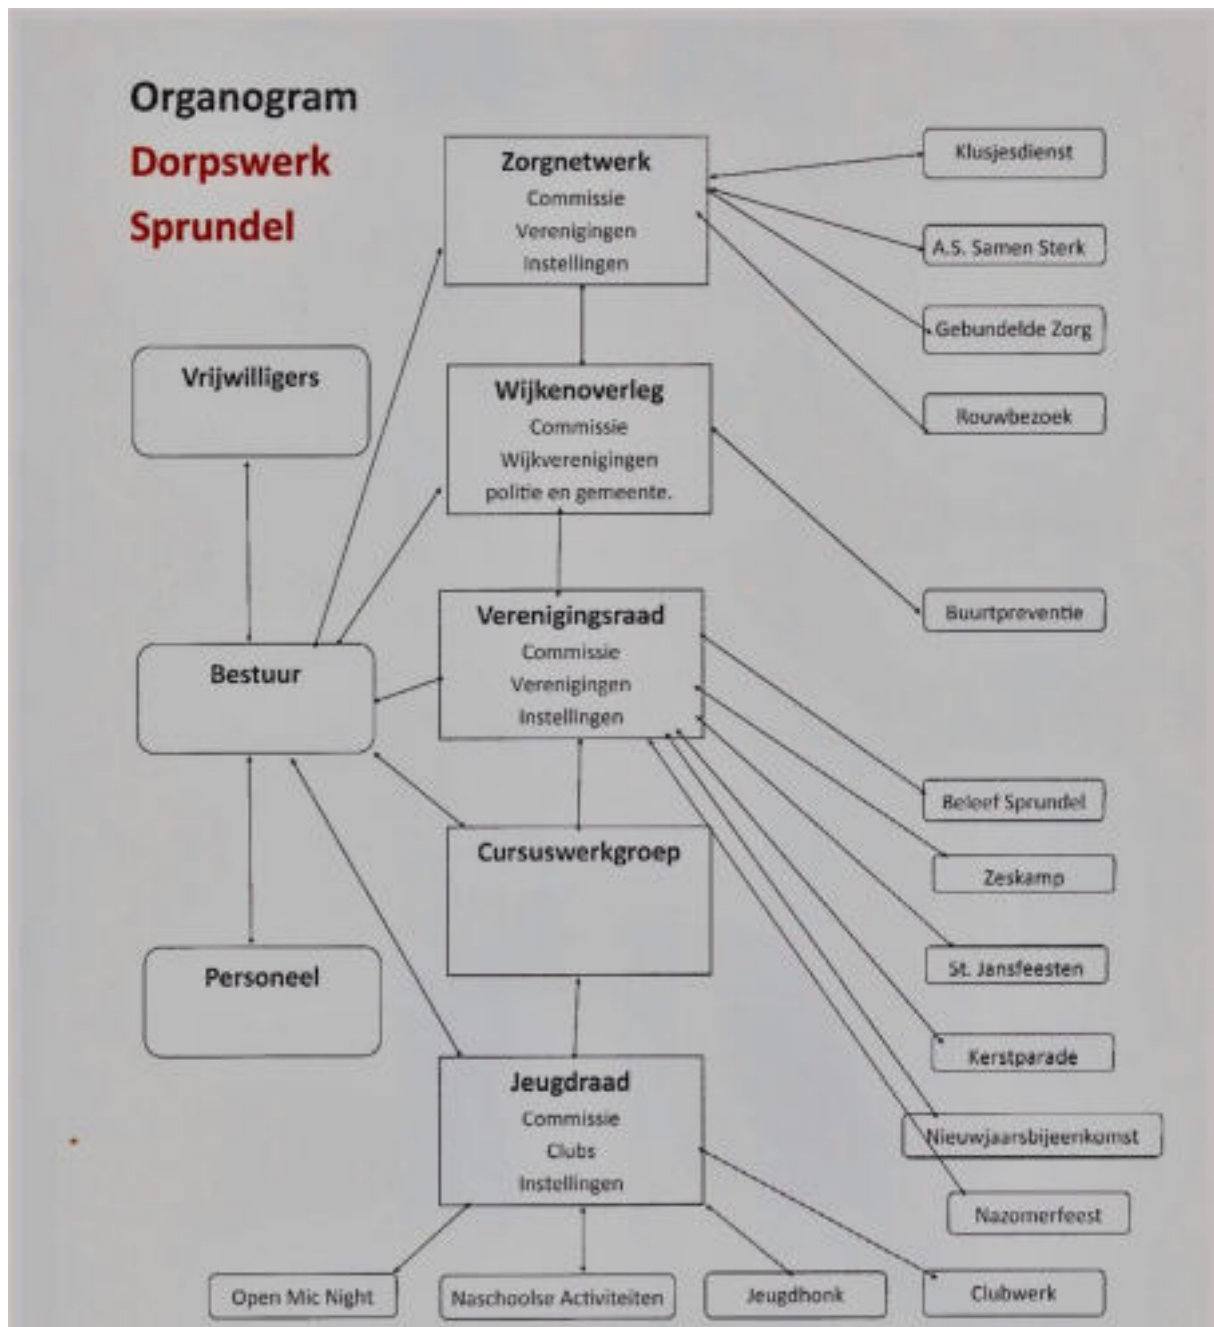 Organogram
Dorpswerk
Sprundel
Zorgnetwerk
Commissie
Verenigingen
Instellingen
Klusjesdienst
A.S. Samen Sterk
Gebundelde Zorg
Rouwbezoek
Vrijwilligers
Wijkenoverleg
Commissie
Wijkverenigingen
politie en gemeente.
Buurtpreventie
Bestuur
Verenigingsraad
Commissie
Verenigingen
Instellingen
Beleef Sprundel
Zeskamp
St. Jansfeesten
Kerstparade
Nieuwjaarsbijeenkomst
Nazomerfeest
Cursuswerkgroep
Personeel
Jeugdraad
Commissie
Clubs
Instellingen
Open Mic Night
Naschoolse Activiteiten
Jeugdhonk
Clubwerk